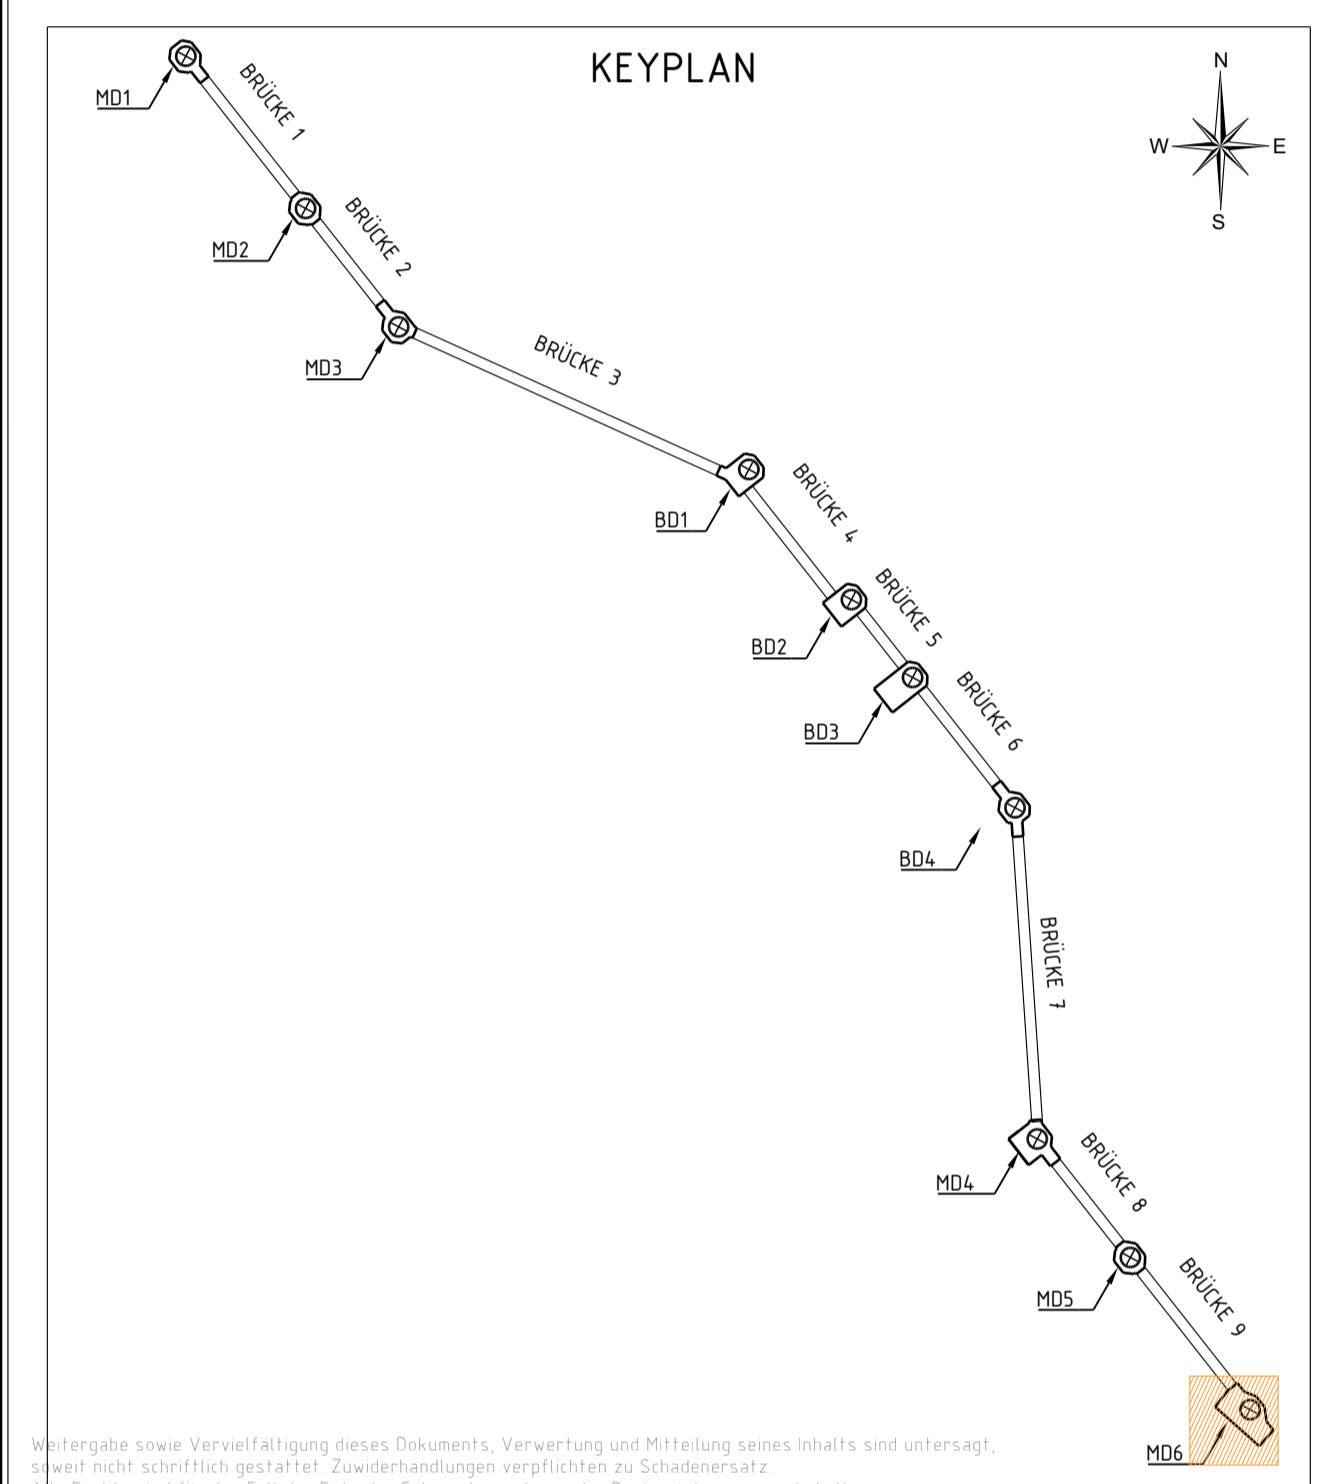 KEYPLAN
N
W E
S
MD1
BRÜCKE 1
MD2
BRÜCKE 2
MD3
BRÜCKE 3
BD1
BRÜCKE 4
BD2
BRÜCKE 5
BD3
BRÜCKE 6
BD4
BRÜCKE 7
MD4
BRÜCKE 8
MD5
BRÜCKE 9
MD6
Weitergabe sowie Vervielfältigung dieses Dokuments, Verwertung und Mitteilung seines Inhalts sind untersagt,
soweit nicht schriftlich gestattet. Zuwiderhandlungen verpflichten zu Schadenersatz.